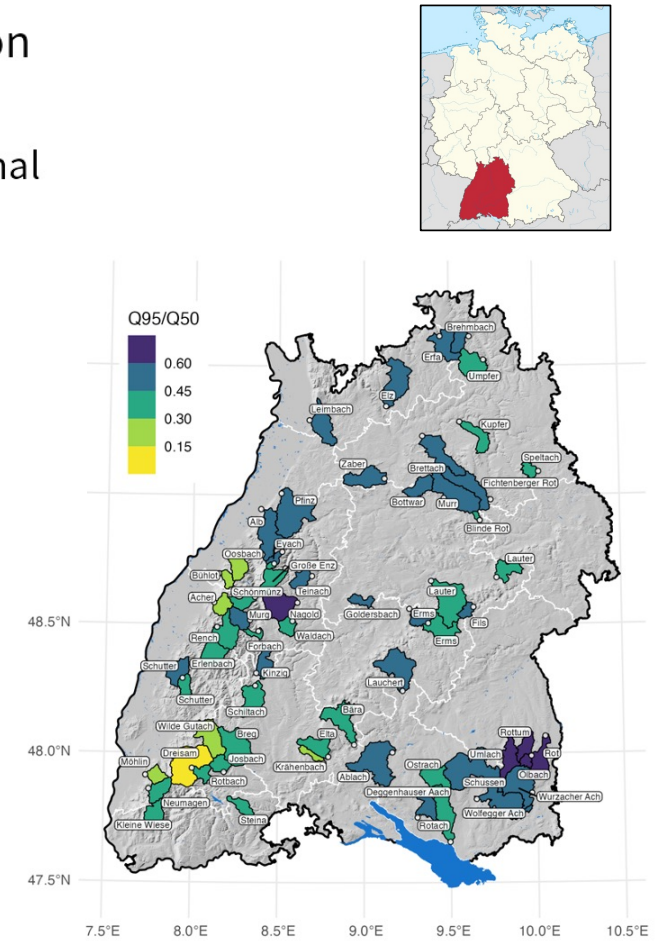 on
nal
Q95/Q50
0.60
0.45
0.30
0.15
Brehmbach
Erfa
Umpfer
Elz
Leimbach
Kupfer
Zaber
Brettach
Speltach
Fichtenberger Rot
Bottwar
Murr
Blinde Rot
Pfinz
Alb
Eyach
Oosbach
Große Enz
Bühlot
Schönmünz
Teinach
Lauter
Lauter
Acher
Murg
Nagold
Goldersbach
Erms
Fils
48.5°N
Rench
Forbach
Waldach
Erms
Schutter
Erlenbach
Kinzig
Lauchert
Schutter
Schiltach
Bära
Wilde Gutach
Breg
Elta
Rottum
48.0°N
Möhlin
Dreisam
Josbach
Krähenbach
Ostrach
Umlach
Rot
Rotbach
Ablach
Schussen
Ölbach
Deggenhauser Aach
Neumagen
Wurzacher Ach
Kleine Wiese
Steina
Rotach
Wolfegger Ach
47.5°N
7.5°E 8.0°E 8.5°E 9.0°E 9.5°E 10.0°E 10.5°E